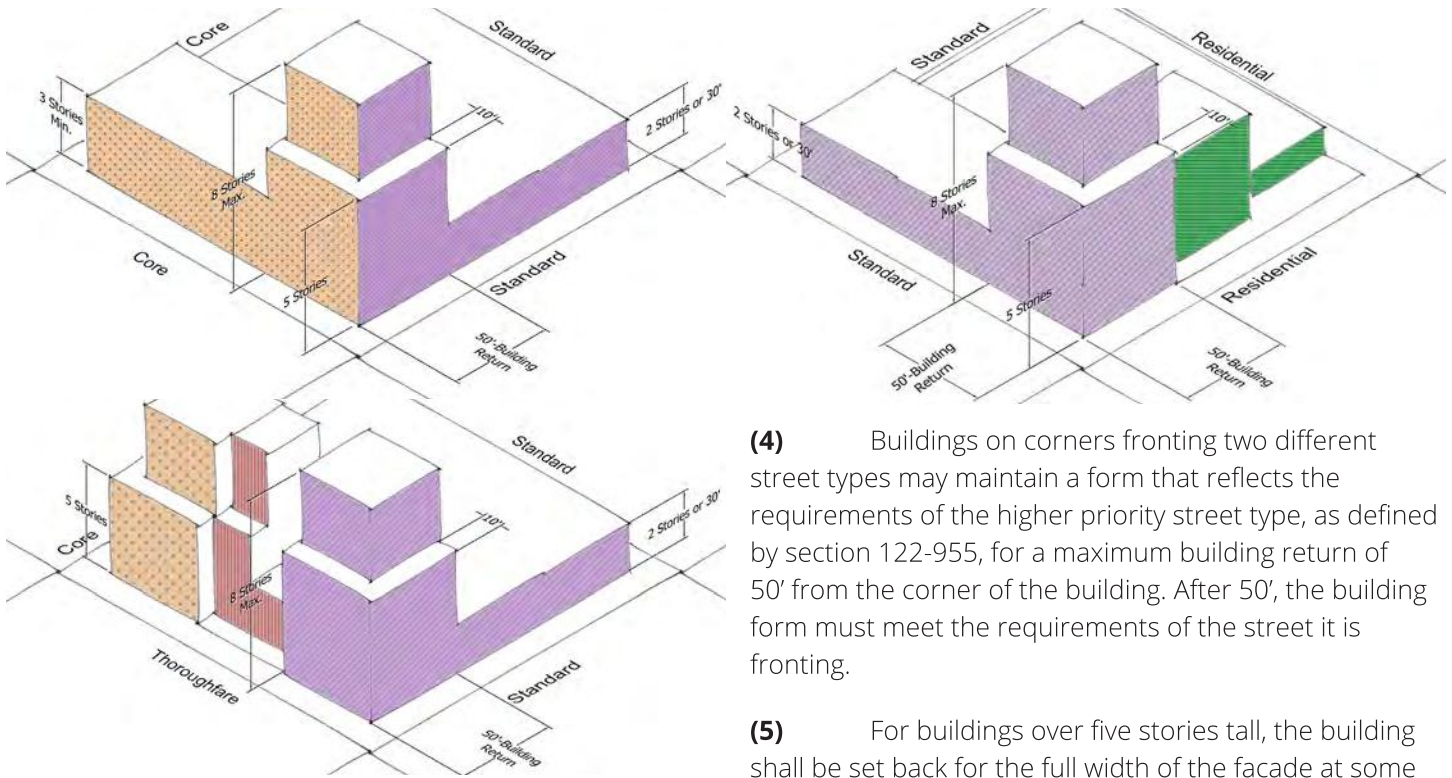 Core
Standard
3 Stories
Min.
10'
2 Stories or 30'
8 Stories
Max.
Core
5 Stories
Standard
50'-Building
Return
Standard
Residential
2 Stories or 30'
10'
8 Stories
Max.
Standard
5 Stories
Residential
50'-Building
Return
50'-Building
Return
Standard
5 Stories
Core
10'
2 Stories or 30'
8 Stories
Max.
Thoroughfare
Standard
50'-Building
Return
(4) Buildings on corners fronting two different
street types may maintain a form that reflects the
requirements of the higher priority street type, as defined
by section 122-955, for a maximum building return of
50’ from the corner of the building. After 50’, the building
form must meet the requirements of the street it is
fronting.
(5) For buildings over five stories tall, the building
shall be set back for the full width of the facade at some